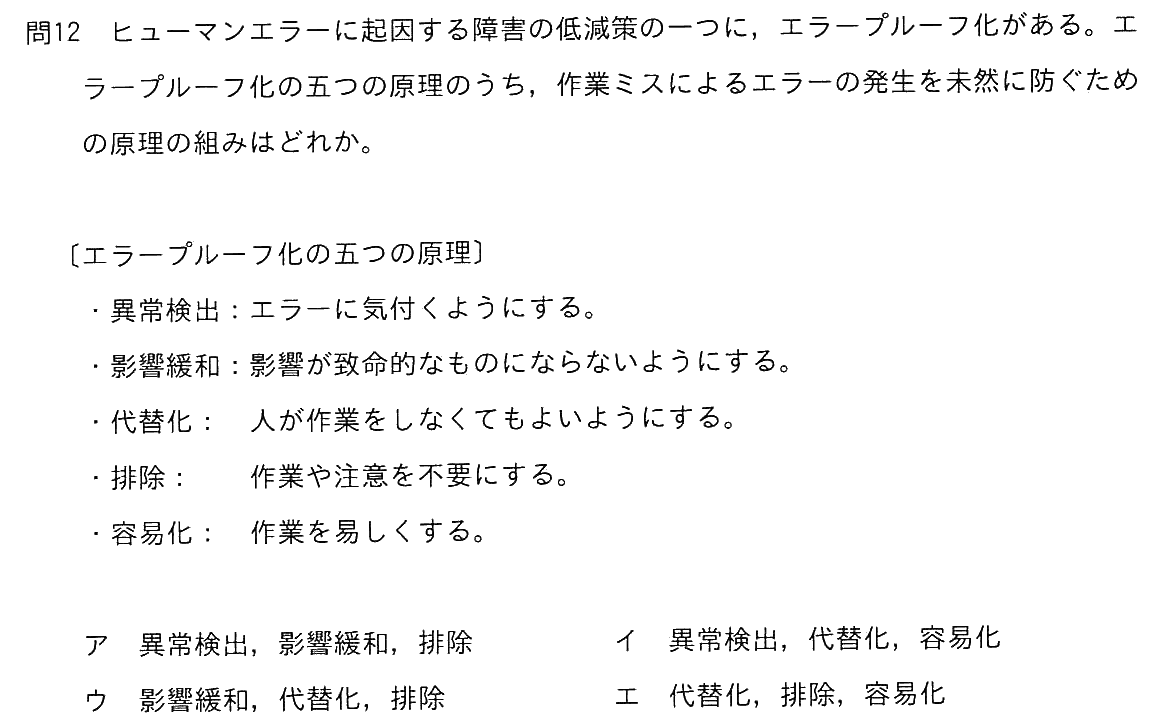 問12　ヒューマンエラーに起因する障害の低減策の一つに，エラープルーフ化がある。エ
ラープルーフ化の五つの原理のうち，作業ミスによるエラーの発生を未然に防ぐため
の原理の組みはどれか。
〔エラープルーフ化の五つの原理〕
・異常検出：エラーに気付くようにする。
・影響緩和：影響が致命的なものにならないようにする。
・代替化：　人が作業をしなくてもよいようにする。
・排除：　　作業や注意を不要にする。
・容易化：　作業を易しくする。
ア　異常検出，影響緩和，排除　　イ　異常検出，代替化，容易化
ウ　影響緩和，代替化，排除　　エ　代替化，排除，容易化